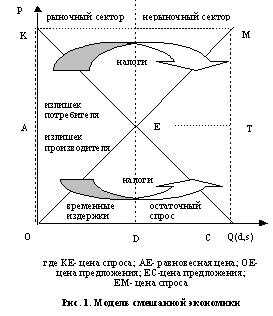 P
рыночный сектор нерыночный сектор
K M
налоги
излишек
потребителя
A E T
излишек
производителя
налоги
временные
издержки
остаточный
спрос
O D C Q(d,s)
где KE- цена спроса; AE- равновесная цена; OE-
цена предложения; EC-цена предложения;
EM- цена спроса
Рис. 1. Модель смешанной экономики